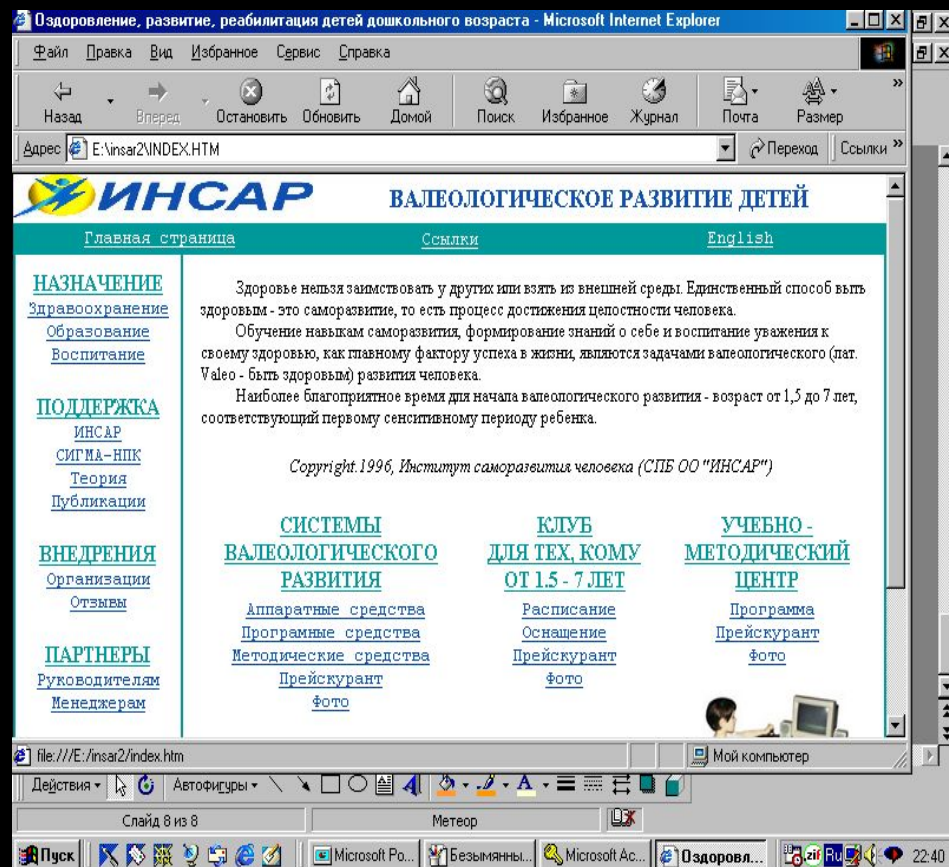 Оздоровление, развитие, реабилитация детей дошкольного возраста - Microsoft Internet Explorer
Файл Правка Вид Избранное Сервис Справка
Назад Вперед Остановить Обновить Домой Поиск Избранное Журнал Почта Размер »
Адрес E:\insar2\INDEX.HTM Переход Ссылки »
ИНСАР ВАЛЕОЛОГИЧЕСКОЕ РАЗВИТИЕ ДЕТЕЙ
Главная страница Ссылки English
НАЗНАЧЕНИЕ
Здравоохранение
Образование
Воспитание
ПОДДЕРЖКА
ИНСАР
СИГМА-НПК
Теория
Публикации
ВНЕДРЕНИЯ
Организации
Отзывы
ПАРТНЕРЫ
Руководителям
Менеджерам
Здоровье нельзя заимствовать у других или взять из внешней среды. Единственный способ выть
здоровым - это саморазвитие, то есть процесс достижения целостности человека.
Обучение навыкам саморазвития, формирование знаний о себе и воспитание уважения к
своему здоровью, как главному фактору успеха в жизни, являются задачами валеологического (лат.
Valeo - быть здоровым) развития человека.
Наиболее благоприятное время для начала валеологического развития - возраст от 1,5 до 7 лет,
соответствующий первому сенситивному периоду ребенка.
Copyright.1996, Институт саморазвития человека (СПБ ОО "ИНСАР")
СИСТЕМЫ
ВАЛЕОЛОГИЧЕСКОГО
РАЗВИТИЯ
Аппаратные средства
Програмные средства
Методические средства
Прейскурант
Фото
КЛУБ
ДЛЯ ТЕХ, КОМУ
ОТ 1.5 - 7 ЛЕТ
Расписание
Оснащение
Прейскурант
Фото
УЧЕБНО -
МЕТОДИЧЕСКИЙ
ЦЕНТР
Программа
Прейскурант
Фото
file:///E:/insar2/index.htm Мой компьютер
Действия Автофигуры
Слайд 8 из 8 Метеор
Пуск Microsoft Po... Безымянны... Microsoft Ac... Оздоровл... zif Ru 22:40